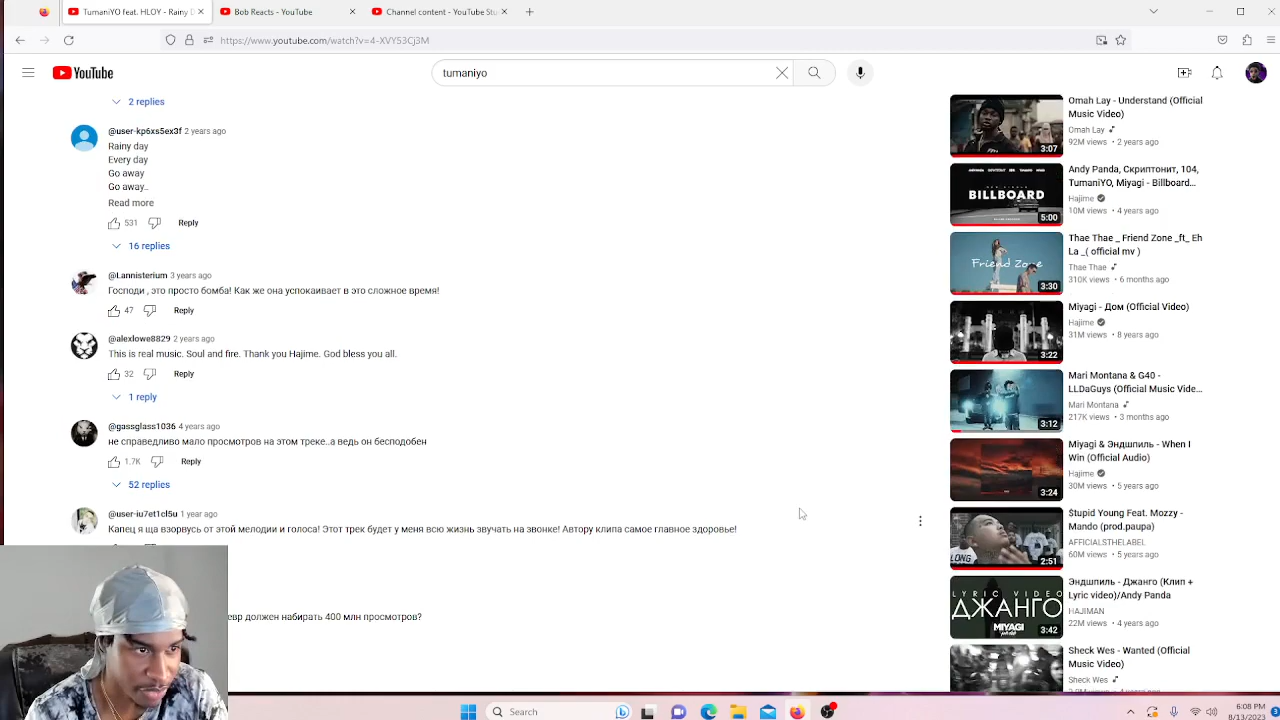 TumaniYO feat. HLOY - Rainy D
Bob Reacts - YouTube
Channel content - YouTube Stu
https://www.youtube.com/watch?v=4-XVY53Cj3M
YouTube
tumaniyo
2 replies
@user-kp6xs5ex3f 2 years ago
Rainy day
Every day
Go away
Go away..
Read more
531 Reply
16 replies
@Lannisterium 3 years ago
Господи , это просто бомба! Как же она успокаивает в это сложное время!
47 Reply
@alexlowe8829 2 years ago
This is real music. Soul and fire. Thank you Hajime. God bless you all.
32 Reply
1 reply
@gassglass1036 4 years ago
не справедливо мало просмотров на этом треке..а ведь он бесподобен
1.7K Reply
52 replies
@user-iu7et1cl5u 1 year ago
Капец я ща взорвусь от этой мелодии и голоса! Этот трек будет у меня всю жизнь звучать на звонке! Автору клипа самое главное здоровье!
евр должен набирать 400 млн просмотров?
3:07
Omah Lay - Understand (Official
Music Video)
Omah Lay
92M views • 2 years ago
BILLBOARD
5:00
Andy Panda, Скриптонит, 104,
TumaniYO, Miyagi - Billboard...
Hajime
10M views • 4 years ago
Friend Zone
3:30
Thae Thae _ Friend Zone _ft_ Eh
La _( official mv )
Thae Thae
310K views • 6 months ago
3:22
Miyagi - Дом (Official Video)
Hajime
31M views • 8 years ago
3:12
Mari Montana & G40 -
LLDaGuys (Official Music Vide...
Mari Montana
217K views • 3 months ago
3:24
Miyagi & Эндшпиль - When I
Win (Official Audio)
Hajime
30M views • 5 years ago
LONG
2:51
$tupid Young Feat. Mozzy -
Mando (prod.paupa)
AFFICIALSTHELABEL
60M views • 5 years ago
LYRIC VIDEO
ДЖАНГО
MIYAGI
3:42
Эндшпиль - Джанго (Клип +
Lyric video)/Andy Panda
HAJIMAN
22M views • 4 years ago
Sheck Wes - Wanted (Official
Music Video)
Sheck Wes
Search
6:08 PM